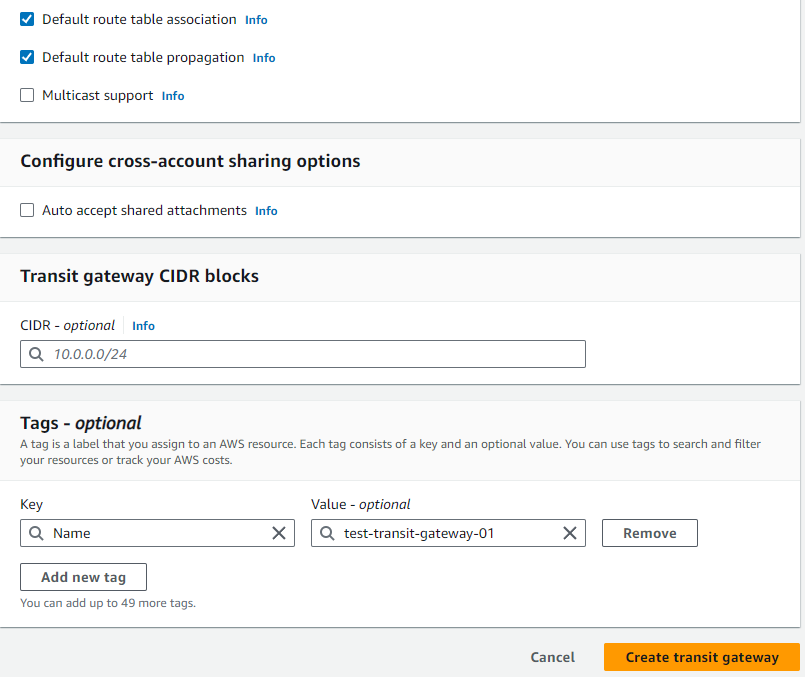 Default route table association Info
Default route table propagation Info
Multicast support Info
Configure cross-account sharing options
Auto accept shared attachments Info
Transit gateway CIDR blocks
CIDR - optional Info
10.0.0.0/24
Tags - optional
A tag is a label that you assign to an AWS resource. Each tag consists of a key and an optional value. You can use tags to search and filter
your resources or track your AWS costs.
Key Value - optional
Name test-transit-gateway-01 Remove
Add new tag
You can add up to 49 more tags.
Cancel Create transit gateway